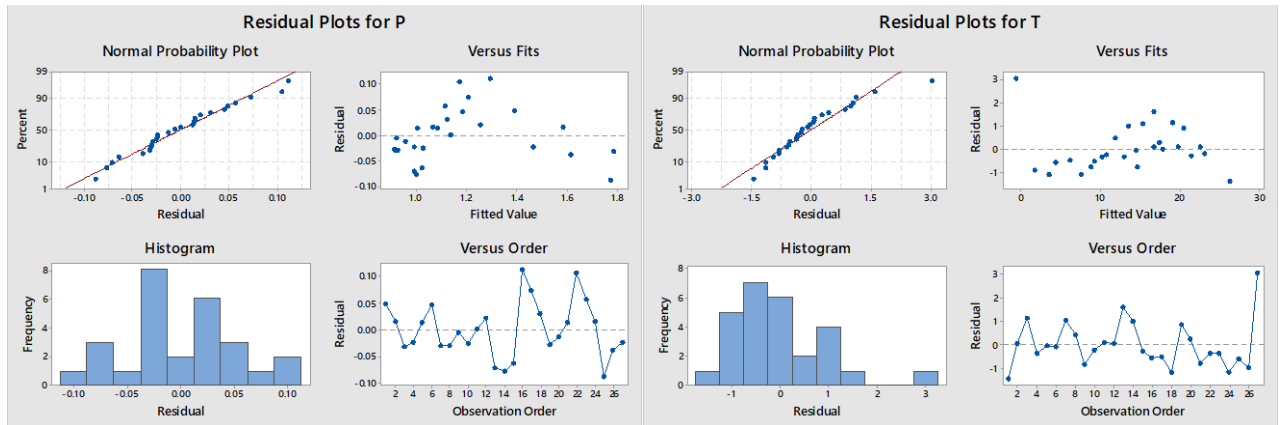 Residual Plots for P
Normal Probability Plot
Versus Fits
99
90
50
10
1
Percent
-0.10 -0.05 0.00 0.05 0.10
Residual
0.10
0.05
0.00
-0.05
-0.10
Residual
1.0 1.2 1.4 1.6 1.8
Fitted Value
Histogram
Versus Order
8
6
4
2
0
Frequency
-0.10 -0.05 0.00 0.05 0.10
Residual
0.10
0.05
0.00
-0.05
-0.10
Residual
2 4 6 8 10 12 14 16 18 20 22 24 26
Observation Order
Residual Plots for T
Normal Probability Plot
Versus Fits
99
90
50
10
1
Percent
-3.0 -1.5 0.0 1.5 3.0
Residual
3
2
1
0
-1
Residual
0 10 20 30
Fitted Value
Histogram
Versus Order
8
6
4
2
0
Frequency
-1 0 1 2 3
Residual
3
2
1
0
-1
Residual
2 4 6 8 10 12 14 16 18 20 22 24 26
Observation Order